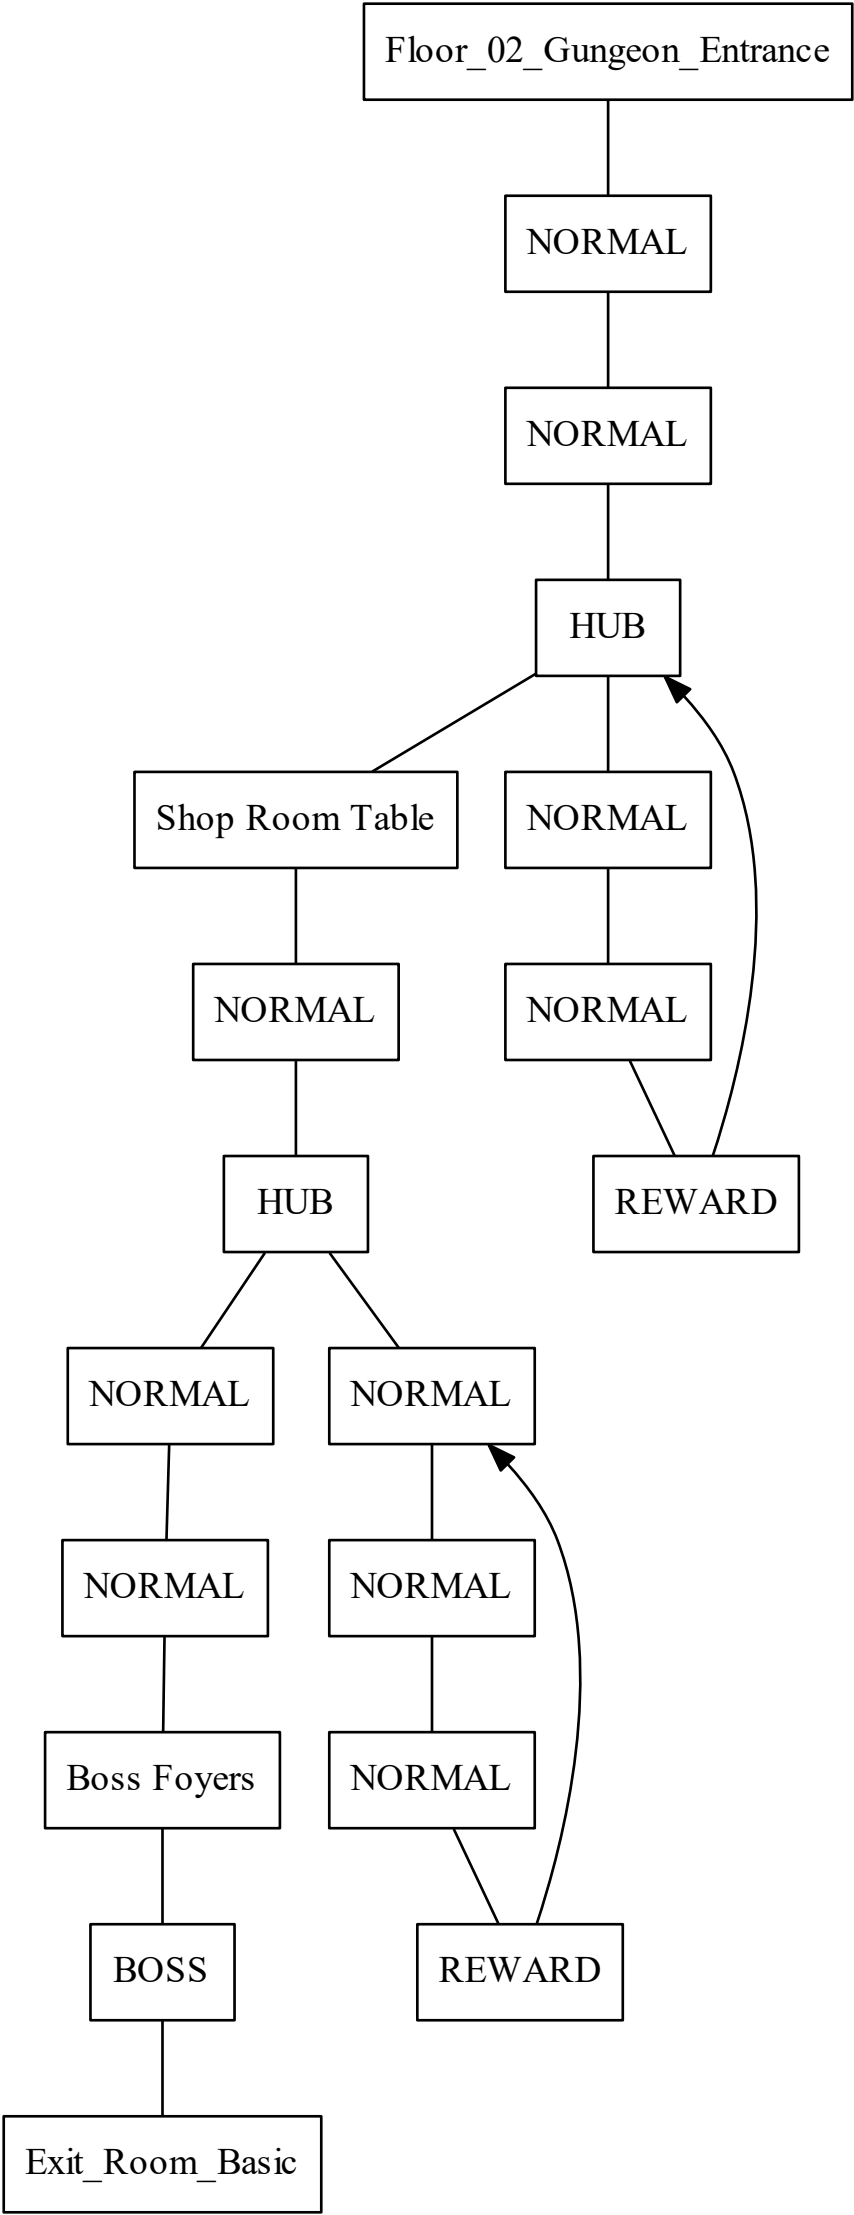 Floor_02_Gungeon_Entrance
NORMAL
NORMAL
HUB
Shop Room Table
NORMAL
NORMAL
NORMAL
HUB
REWARD
NORMAL
NORMAL
NORMAL
NORMAL
Boss Foyers
NORMAL
BOSS
REWARD
Exit_Room_Basic